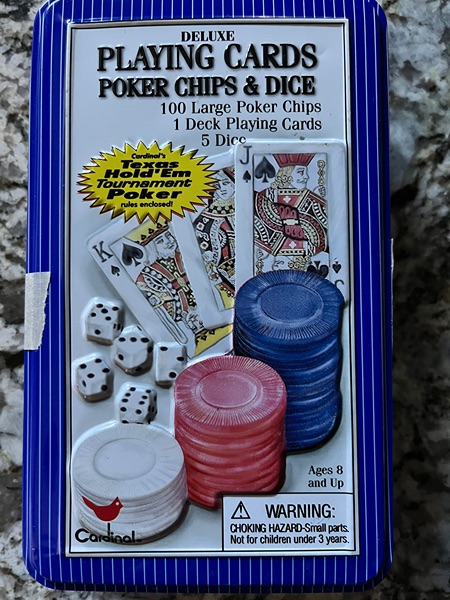 DELUXE
PLAYING CARDS
POKER CHIPS & DICE
100 Large Poker Chips
1 Deck Playing Cards
5 Dice
Cardinal's
Texas
Hold'Em
Tournament
Poker
rules enclosed!
J
K
J
Ages 8
and Up
WARNING:
CHOKING HAZARD-Small parts.
Not for children under 3 years.
Cardinal